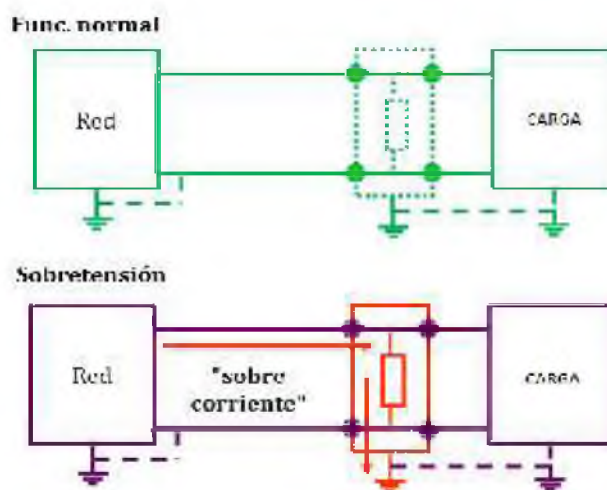 Func. normal
Red
CARGA
Sobretensión
Red
"sobre
corriente"
CARGA